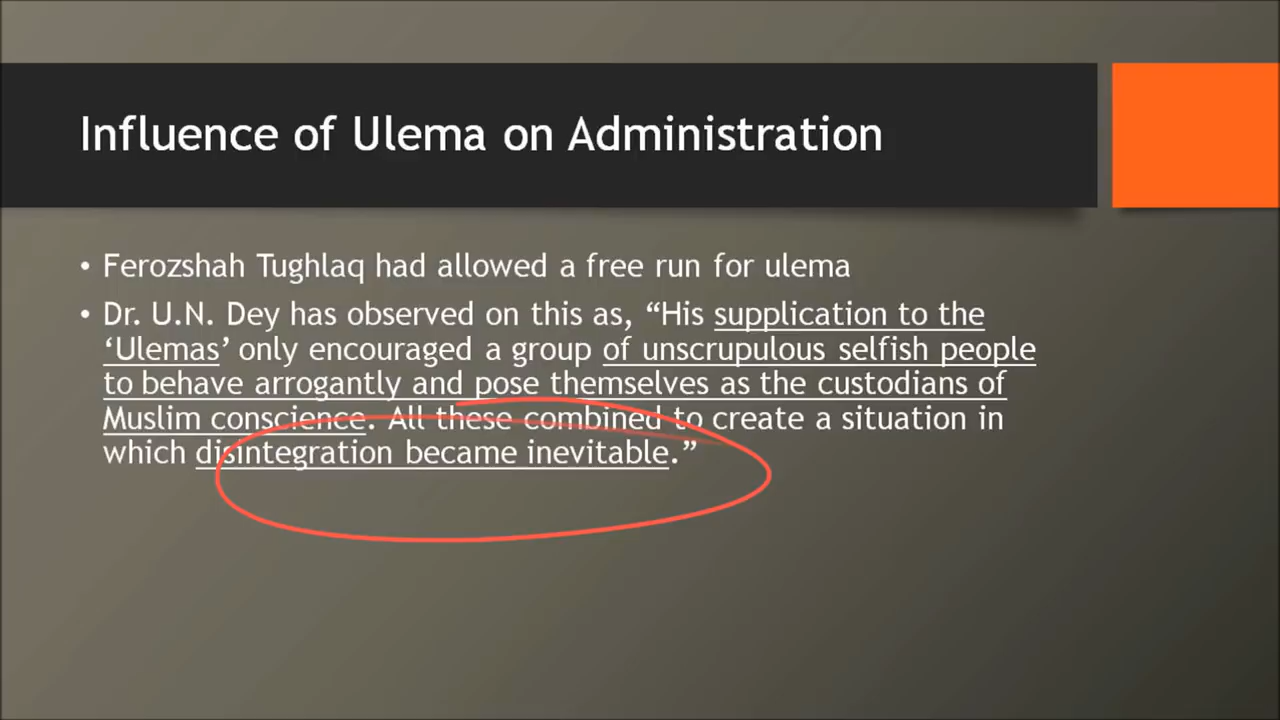 Influence of Ulema on Administration
• Ferozshah Tughlaq had allowed a free run for ulema
• Dr. U.N. Dey has observed on this as, “His supplication to the
‘Ulemas’ only encouraged a group of unscrupulous selfish people
to behave arrogantly and pose themselves as the custodians of
Muslim conscience. All these combined to create a situation in
which disintegration became inevitable.”